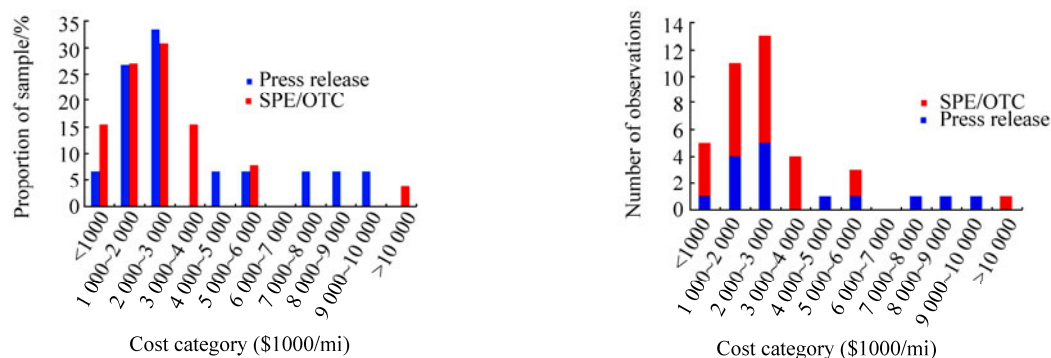 Proportion of sample/%
35
30
25
20
15
10
5
0
Press release
SPE/OTC
<1000
1 000~2 000
2 000~3 000
3 000~4 000
4 000~5 000
5 000~6 000
6 000~7 000
7 000~8 000
8 000~9 000
9 000~10 000
>10 000
Cost category ($1000/mi)
Number of observations
14
12
10
8
6
4
2
0
SPE/OTC
Press release
<1000
1 000~2 000
2 000~3 000
3 000~4 000
4 000~5 000
5 000~6 000
6 000~7 000
7 000~8 000
8 000~9 000
9 000~10 000
>10 000
Cost category ($1000/mi)